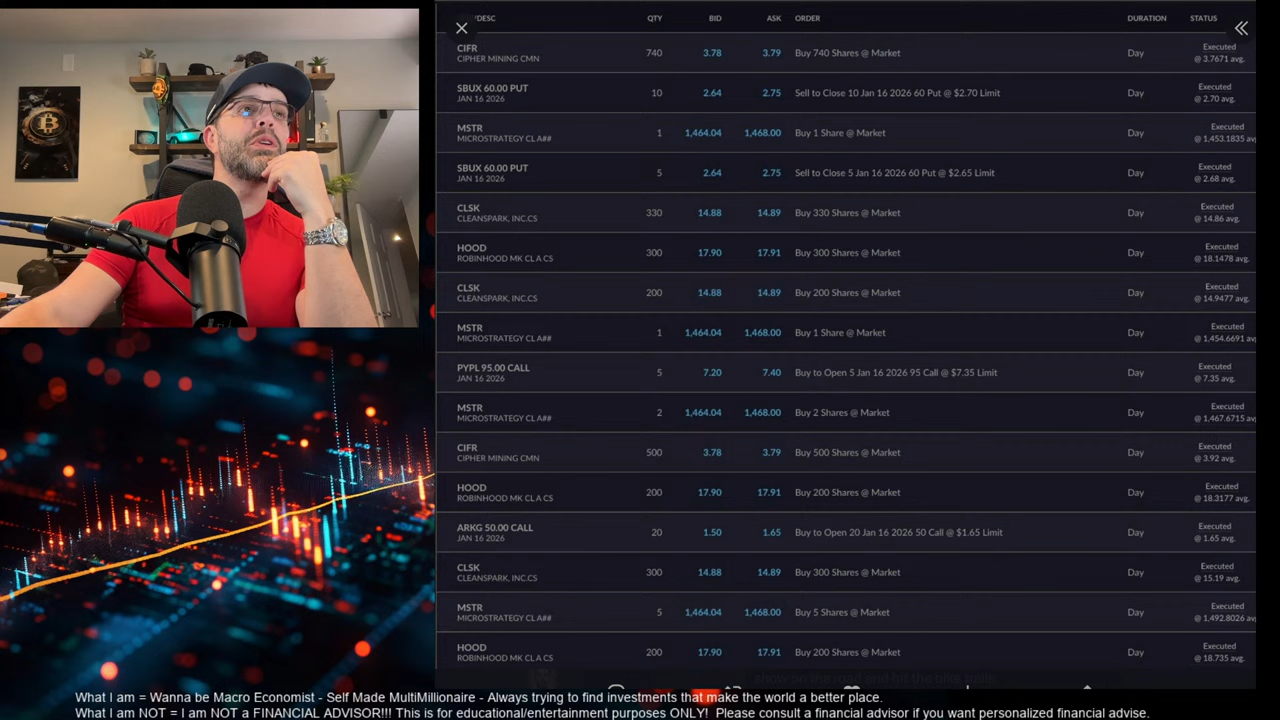 /DESC QTY BID ASK ORDER DURATION STATUS
CIFR 740 3.78 3.79 Buy 740 Shares @ Market Day Executed
CIPHER MINING CMN @ 3.7671 avg.
SBUX 60.00 PUT 10 2.64 2.75 Sell to Close 10 Jan 16 2026 60 Put @ $2.70 Limit Day Executed
JAN 16 2026 @ 2.70 avg.
MSTR 1 1,464.04 1,468.00 Buy 1 Share @ Market Day Executed
MICROSTRATEGY CL A## @ 1,453.1835 av
SBUX 60.00 PUT 5 2.64 2.75 Sell to Close 5 Jan 16 2026 60 Put @ $2.65 Limit Day Executed
JAN 16 2026 @ 2.68 avg.
CLSK 330 14.88 14.89 Buy 330 Shares @ Market Day Executed
CLEANSPARK, INC.CS @ 14.86 avg.
HOOD 300 17.90 17.91 Buy 300 Shares @ Market Day Executed
ROBINHOOD MK CL A CS @ 18.1478 avg.
CLSK 200 14.88 14.89 Buy 200 Shares @ Market Day Executed
CLEANSPARK, INC.CS @ 14.9477 avg.
MSTR 1 1,464.04 1,468.00 Buy 1 Share @ Market Day Executed
MICROSTRATEGY CL A## @ 1,454.6691 av
PYPL 95.00 CALL 5 7.20 7.40 Buy to Open 5 Jan 16 2026 95 Call @ $7.35 Limit Day Executed
JAN 16 2026 @ 7.35 avg.
MSTR 2 1,464.04 1,468.00 Buy 2 Shares @ Market Day Executed
MICROSTRATEGY CL A## @ 1,467.6715 av
CIFR 500 3.78 3.79 Buy 500 Shares @ Market Day Executed
CIPHER MINING CMN @ 3.92 avg.
HOOD 200 17.90 17.91 Buy 200 Shares @ Market Day Executed
ROBINHOOD MK CL A CS @ 18.3177 avg.
ARKG 50.00 CALL 20 1.50 1.65 Buy to Open 20 Jan 16 2026 50 Call @ $1.65 Limit Day Executed
JAN 16 2026 @ 1.65 avg.
CLSK 300 14.88 14.89 Buy 300 Shares @ Market Day Executed
CLEANSPARK, INC.CS @ 15.19 avg.
MSTR 5 1,464.04 1,468.00 Buy 5 Shares @ Market Day Executed
MICROSTRATEGY CL A## @ 1,492.8026 av
HOOD 200 17.90 17.91 Buy 200 Shares @ Market Day Executed
ROBINHOOD MK CL A CS @ 18.735 avg.
What I am = Wanna be Macro Economist - Self Made MultiMillionaire - Always trying to find investments that make the world a better place.
What I am NOT = I am NOT a FINANCIAL ADVISOR!!! This is for educational/entertainment purposes ONLY! Please consult a financial advisor if you want personalized financial advise.